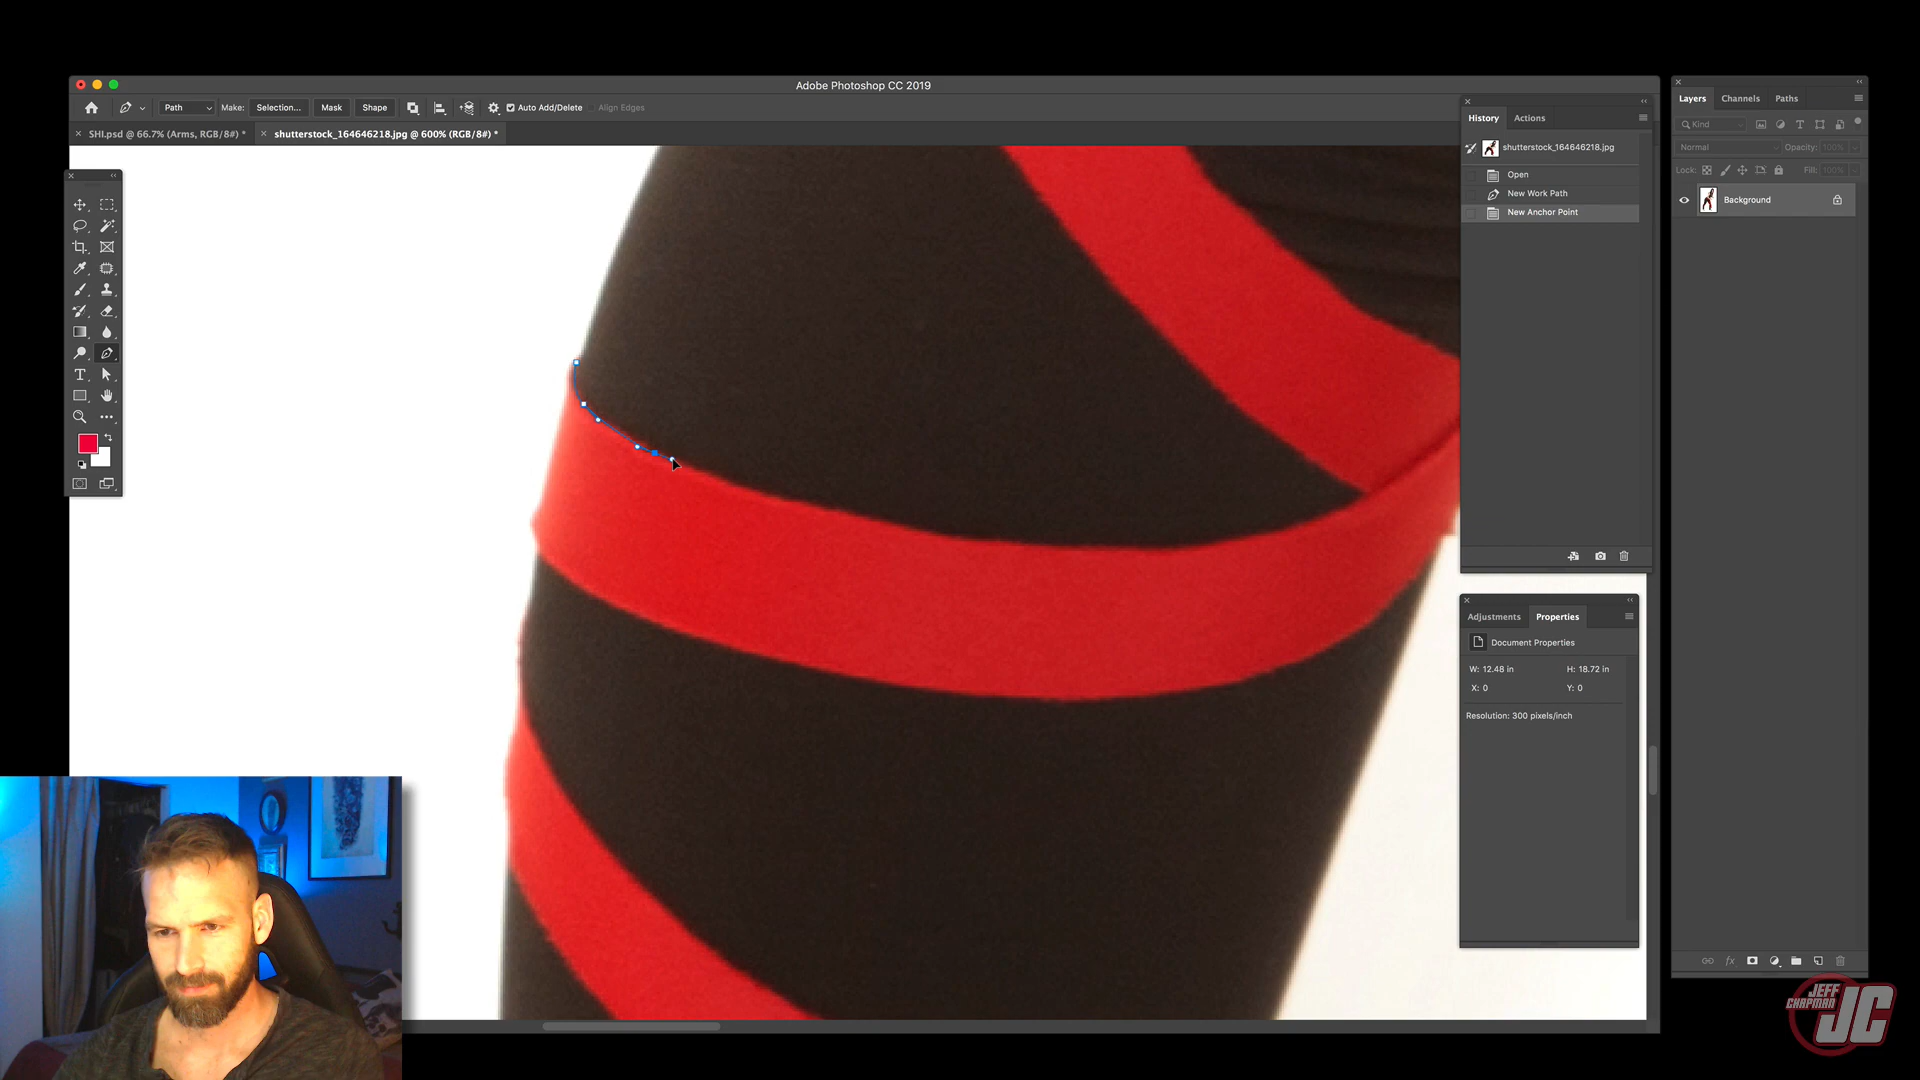 Adobe Photoshop CC 2019
Path
Make:
Selection...
Mask
Shape
Auto Add/Delete
Align Edges
SHI.psd @ 66.7% (Arms, RGB/8#) *
shutterstock_164646218.jpg @ 600% (RGB/8#) *
History
Actions
shutterstock_164646218.jpg
Open
New Work Path
New Anchor Point
Adjustments
Properties
Document Properties
W: 12.48 in
H: 18.72 in
X: 0
Y: 0
Resolution: 300 pixels/inch
Layers
Channels
Paths
Kind
Normal
Opacity: 100%
Lock:
Fill: 100%
Background
fx
JEFF
CHAPMAN
JC